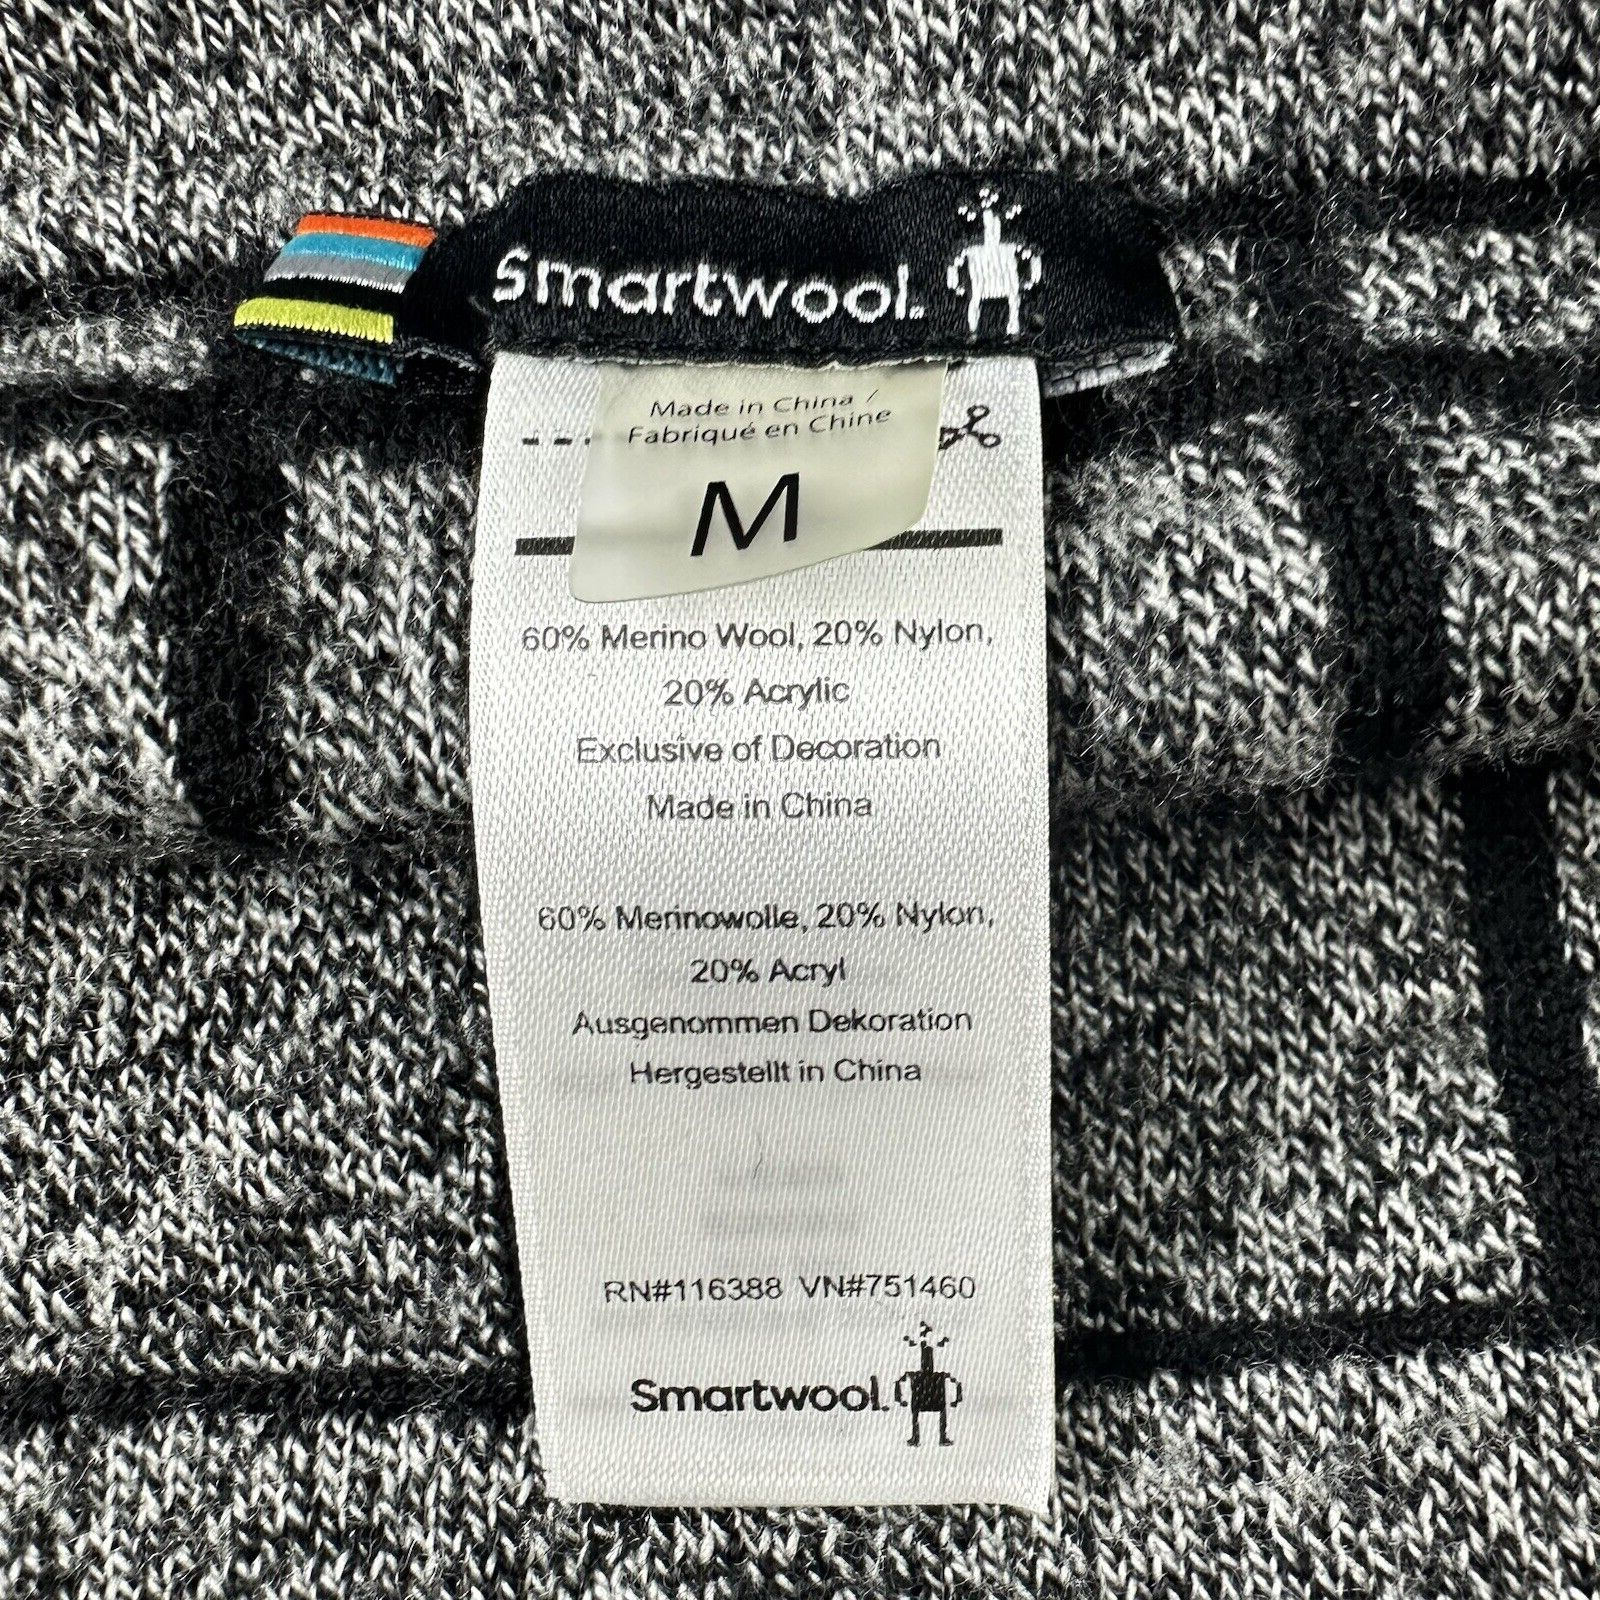 Smartwool.
Made in China /
Fabriqué en Chine
M
60% Merino Wool, 20% Nylon,
20% Acrylic
Exclusive of Decoration
Made in China
60% Merinowolle, 20% Nylon,
20% Acryl
Ausgenommen Dekoration
Hergestellt in China
RN#116388 VN#751460
Smartwool.